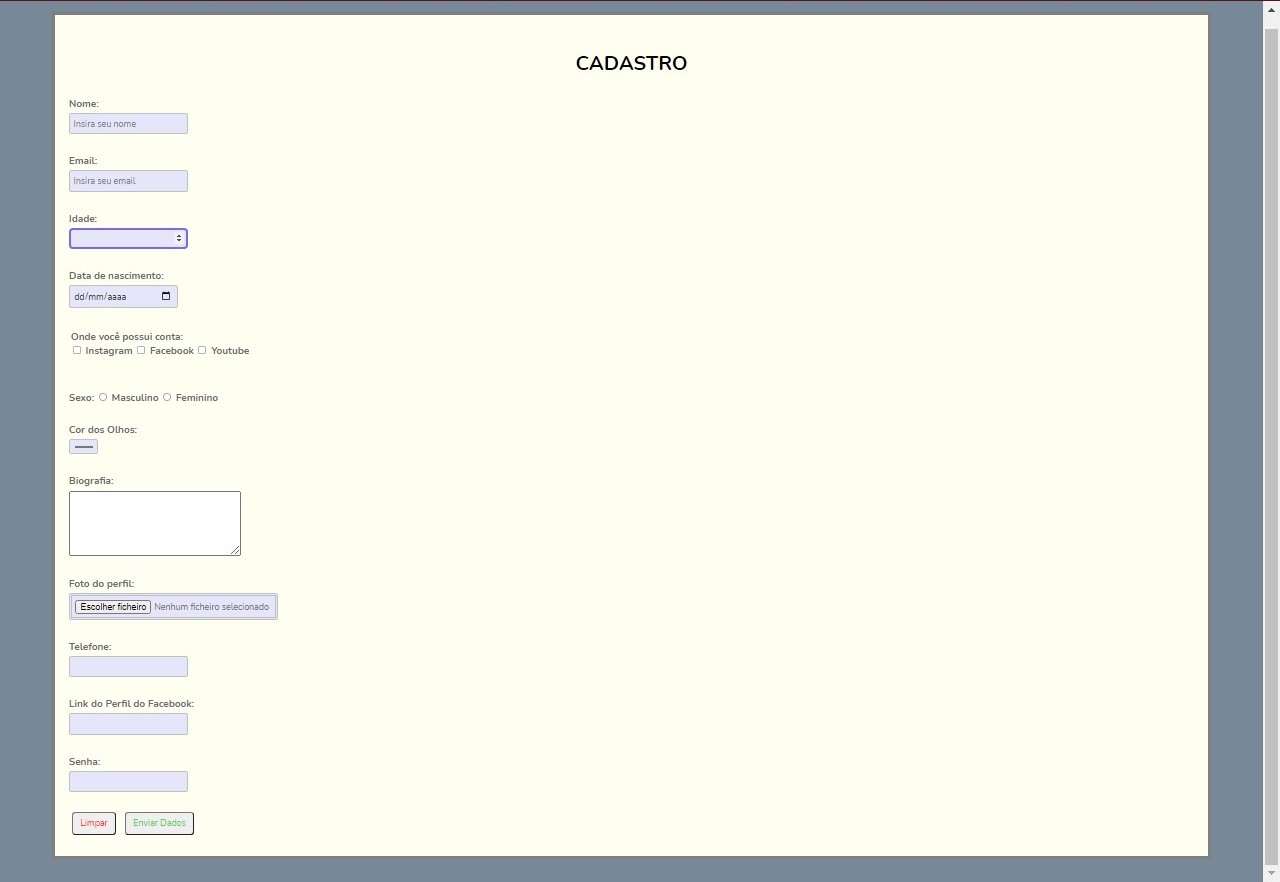 CADASTRO
Nome:
Insira seu nome
Email:
Insira seu email
Idade:
Data de nascimento:
dd/mm/aaaa
Onde você possui conta:
Instagram Facebook Youtube
Sexo: Masculino Feminino
Cor dos Olhos:
Biografia:
Foto do perfil:
Escolher ficheiro Nenhum ficheiro selecionado
Telefone:
Link do Perfil do Facebook:
Senha:
Limpar Enviar Dados